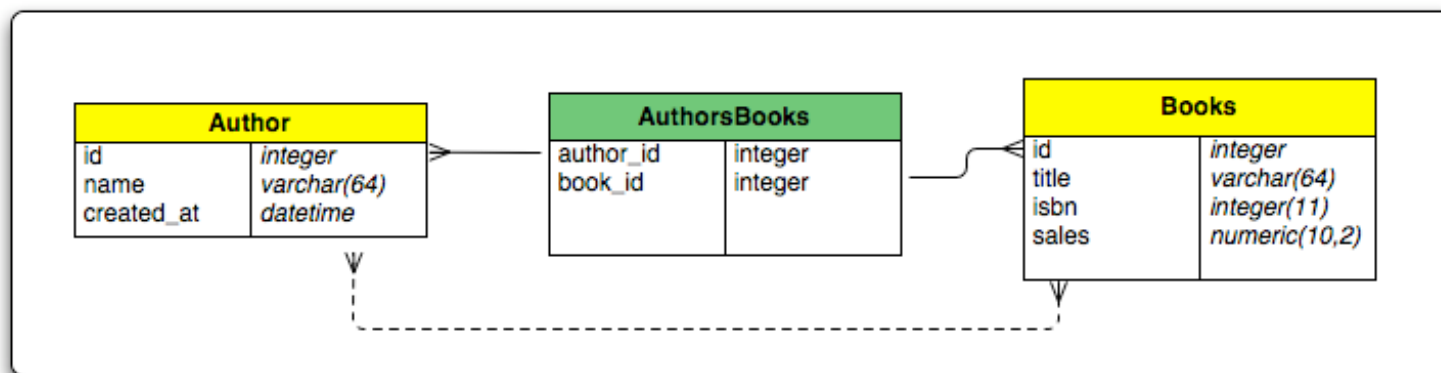 Author
id integer
name varchar(64)
created_at datetime
AuthorsBooks
author_id integer
book_id integer
Books
id integer
title varchar(64)
isbn integer(11)
sales numeric(10,2)